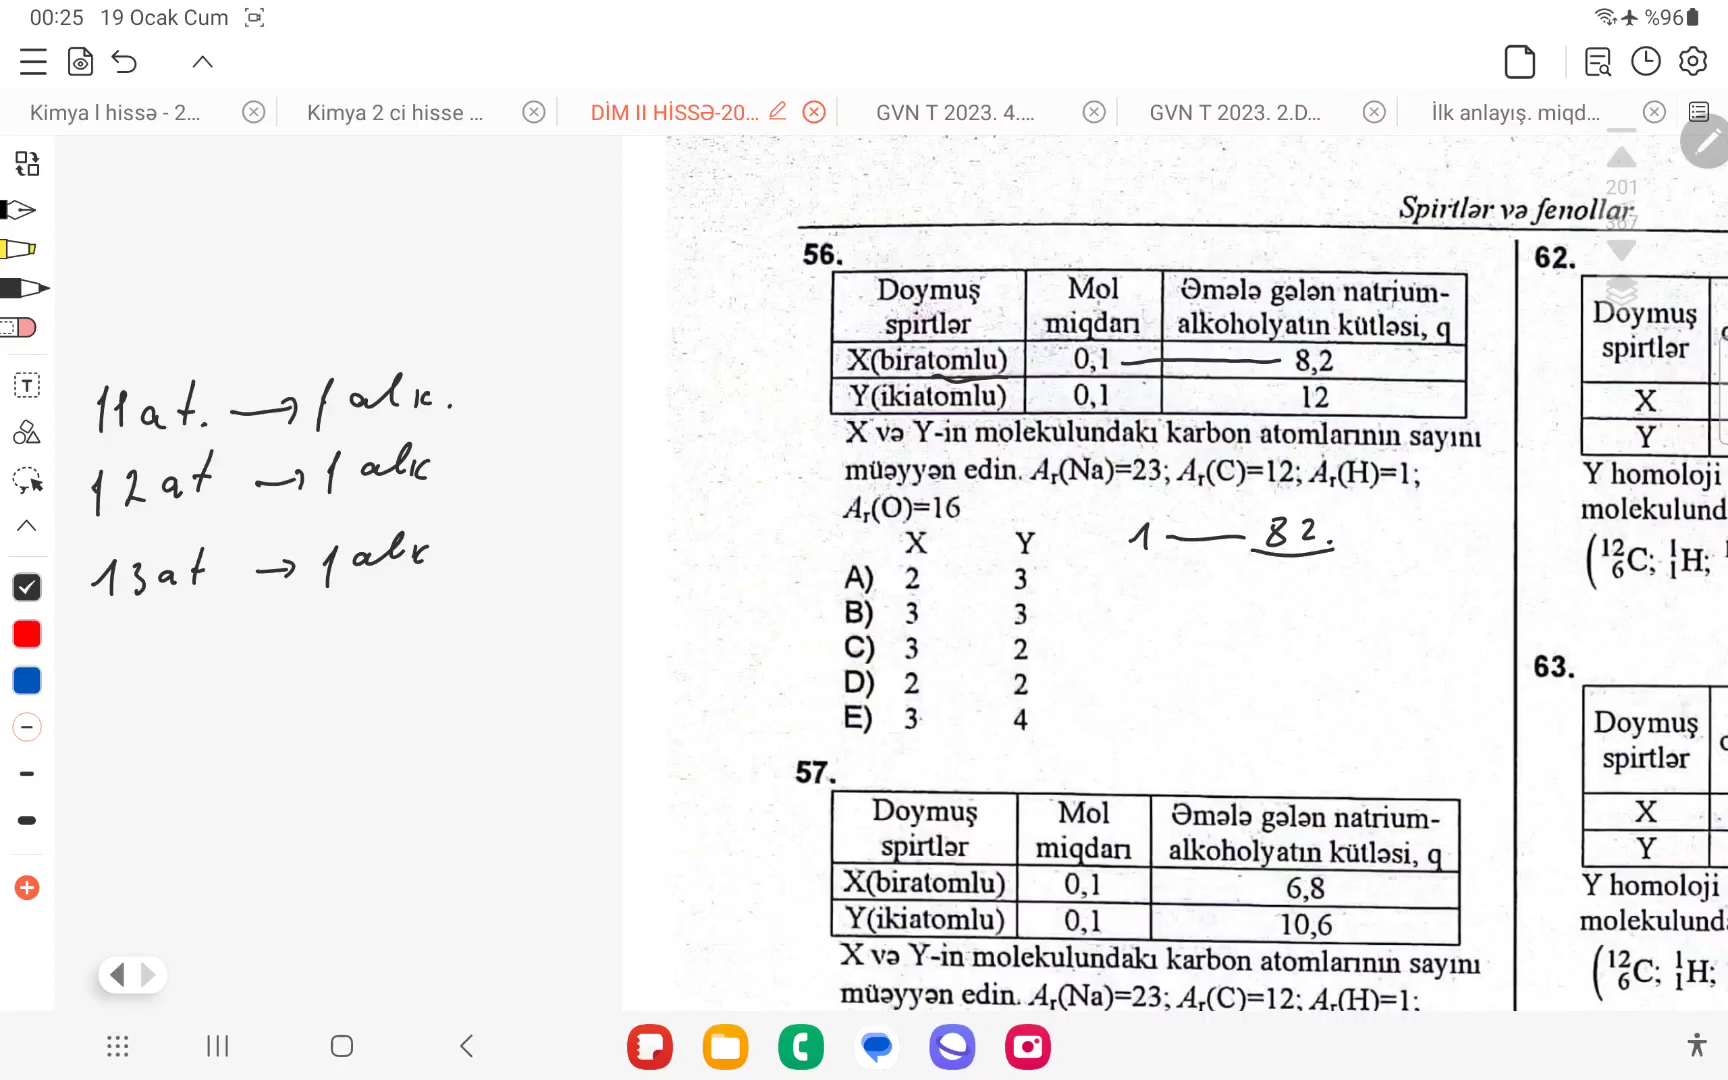 00:25 19 Ocak Cum
%96
Kimya I hissə - 2...
Kimya 2 ci hisse ...
DİM II HİSSƏ-20...
GVN T 2023. 4....
GVN T 2023. 2.D...
İlk anlayış. miqd...
201
367
Spirtlər və fenollar
56.
Doymuş spirtlər
Mol miqdarı
Əmələ gələn natrium-alkoholyatın kütləsi, q
X(biratomlu) 0,1 8,2
Y(ikiatomlu) 0,1 12
X və Y-in molekulundakı karbon atomlarının sayını
müəyyən edin. Ar(Na)=23; Ar(C)=12; Ar(H)=1;
Ar(O)=16
X Y
A) 2 3
B) 3 3
C) 3 2
D) 2 2
E) 3 4
1 — 82.
11 at. → 1 alk.
12 at → 1 alk
13 at → 1 alk
57.
Doymuş spirtlər
Mol miqdarı
Əmələ gələn natrium-alkoholyatın kütləsi, q
X(biratomlu) 0,1 6,8
Y(ikiatomlu) 0,1 10,6
X və Y-in molekulundakı karbon atomlarının sayını
müəyyən edin. Ar(Na)=23; Ar(C)=12; Ar(H)=1;
62.
Doymuş
spirtlər
X
Y
Y homoloji
molekulund
(¹²₆C; ¹₁H;
63.
Doymuş
spirtlər
X
Y
Y homoloji
molekulund
(¹²₆C; ¹₁H;